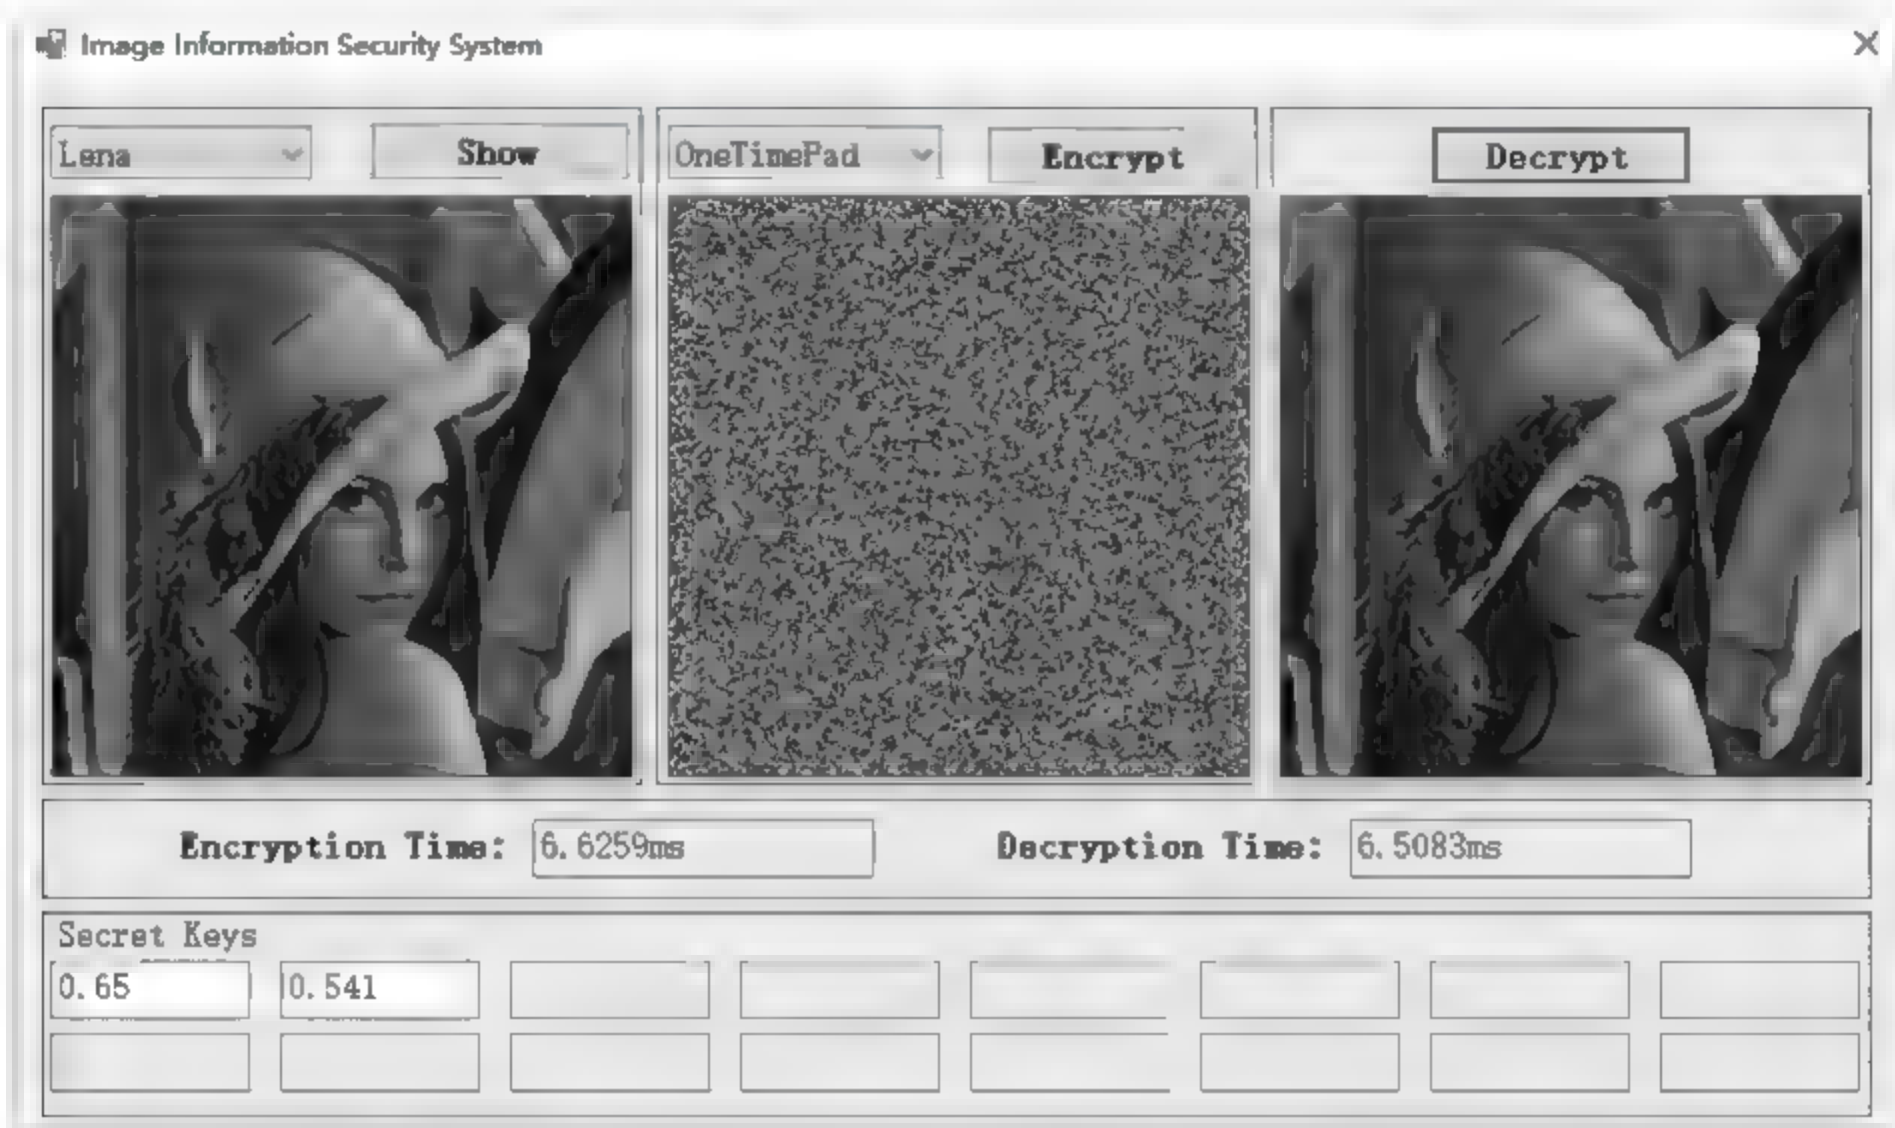 Image Information Security System
Lena Show OneTimePad Encrypt Decrypt
Encryption Time: 6.6259ms Decryption Time: 6.5083ms
Secret Keys
0.65 0.541